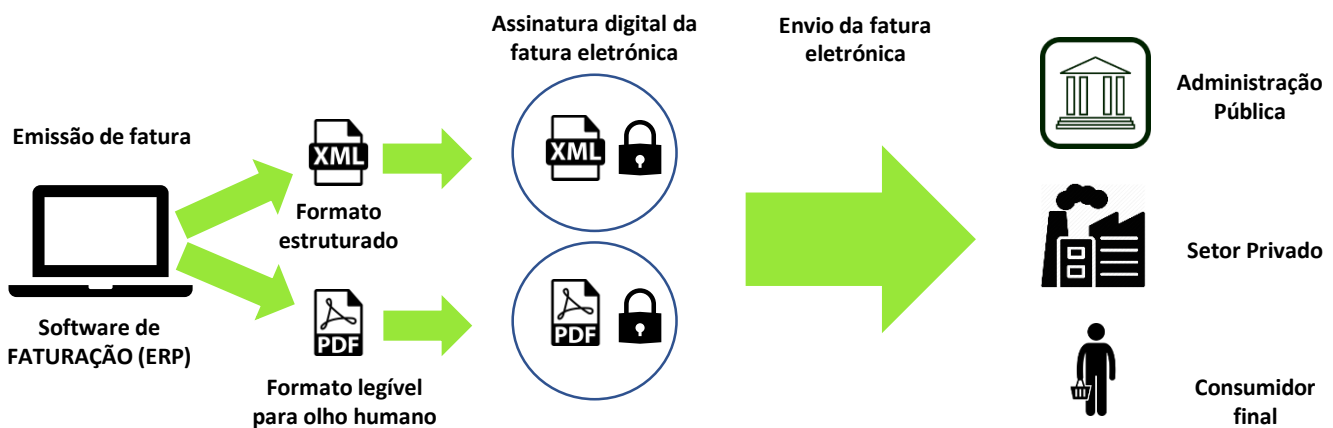 Emissão de fatura
Software de
FATURAÇÃO (ERP)
XML
Formato
estruturado
PDF
Formato legível
para olho humano
Assinatura digital da
fatura eletrónica
XML
PDF
Envio da fatura
eletrónica
Administração
Pública
Setor Privado
Consumidor
final